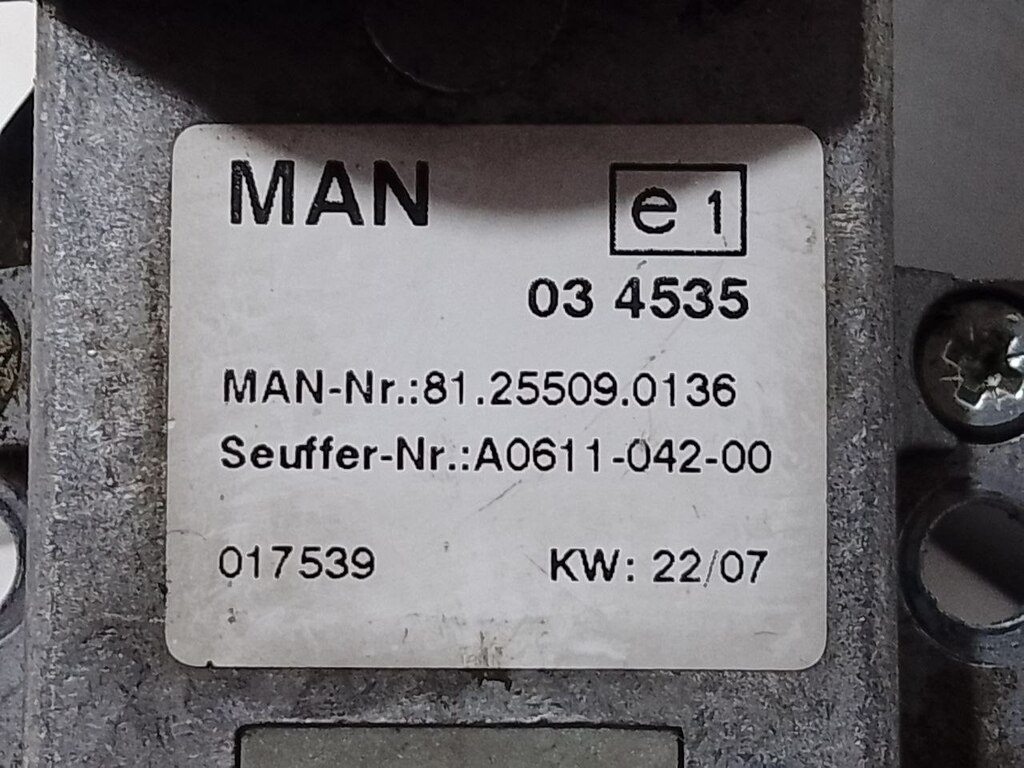 MAN
e 1
03 4535
MAN-Nr.:81.25509.0136
Seuffer-Nr.:A0611-042-00
017539 KW: 22/07